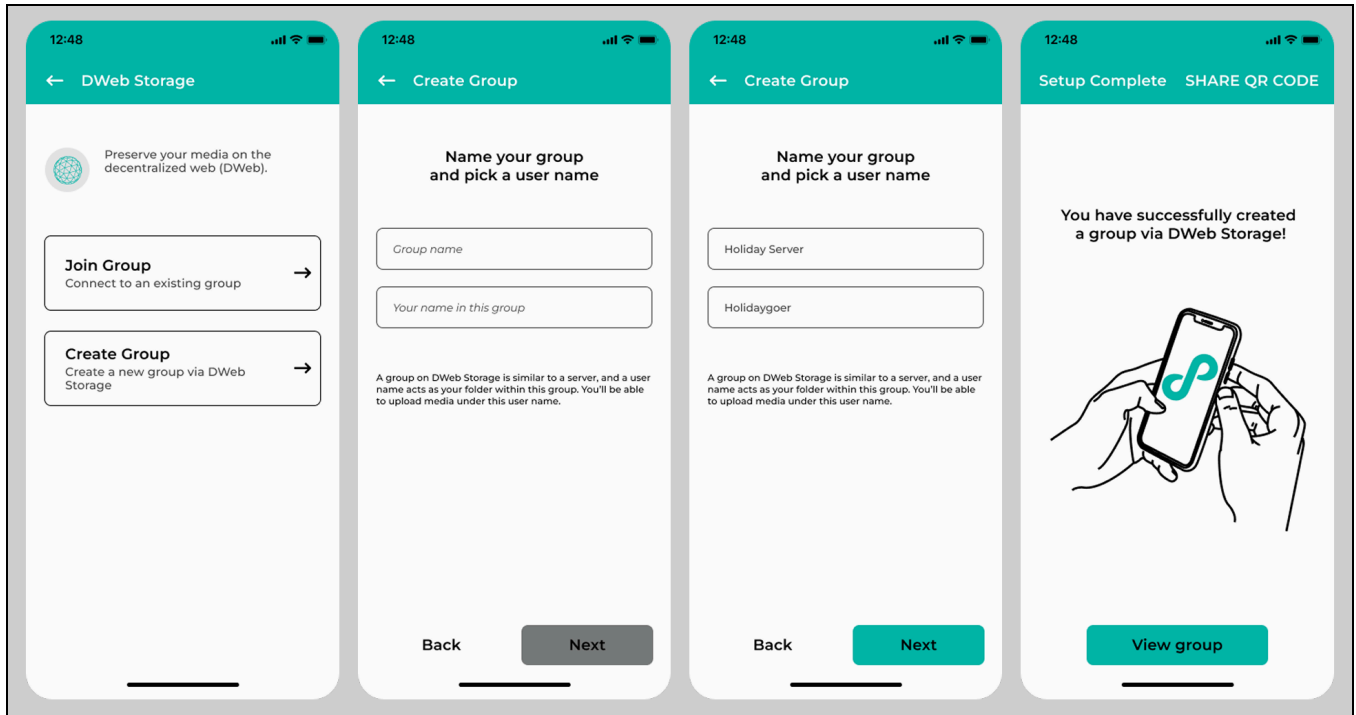 12:48
DWeb Storage
Preserve your media on the
decentralized web (DWeb).
Join Group
Connect to an existing group
Create Group
Create a new group via DWeb
Storage
12:48
Create Group
Name your group
and pick a user name
Group name
Your name in this group
A group on DWeb Storage is similar to a server, and a user
name acts as your folder within this group. You'll be able
to upload media under this user name.
Back
Next
12:48
Create Group
Name your group
and pick a user name
Holiday Server
Holidaygoer
A group on DWeb Storage is similar to a server, and a user
name acts as your folder within this group. You'll be able
to upload media under this user name.
Back
Next
12:48
Setup Complete
SHARE QR CODE
You have successfully created
a group via DWeb Storage!
View group